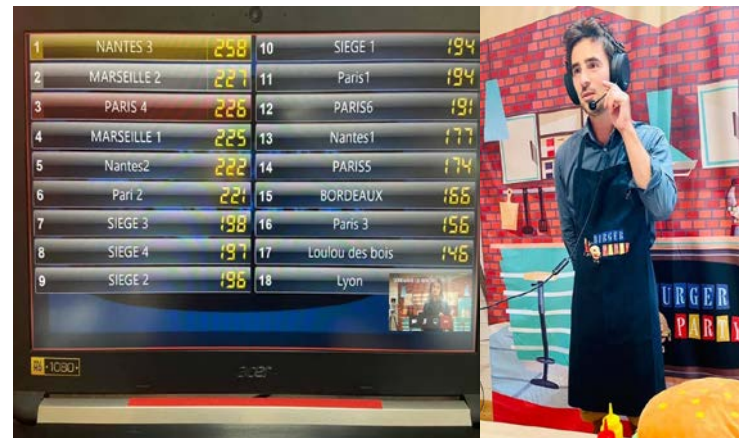 1 NANTES 3 258
2 MARSEILLE 2 227
3 PARIS 4 226
4 MARSEILLE 1 225
5 Nantes2 222
6 Pari 2 221
7 SIEGE 3 198
8 SIEGE 4 197
9 SIEGE 2 196
10 SIEGE 1 194
11 Paris1 194
12 PARIS6 191
13 Nantes1 177
14 PARIS5 174
15 BORDEAUX 166
16 Paris 3 156
17 Loulou des bois 146
18 Lyon
1080
acer
BURGER
PARTY
URGER
PARTY